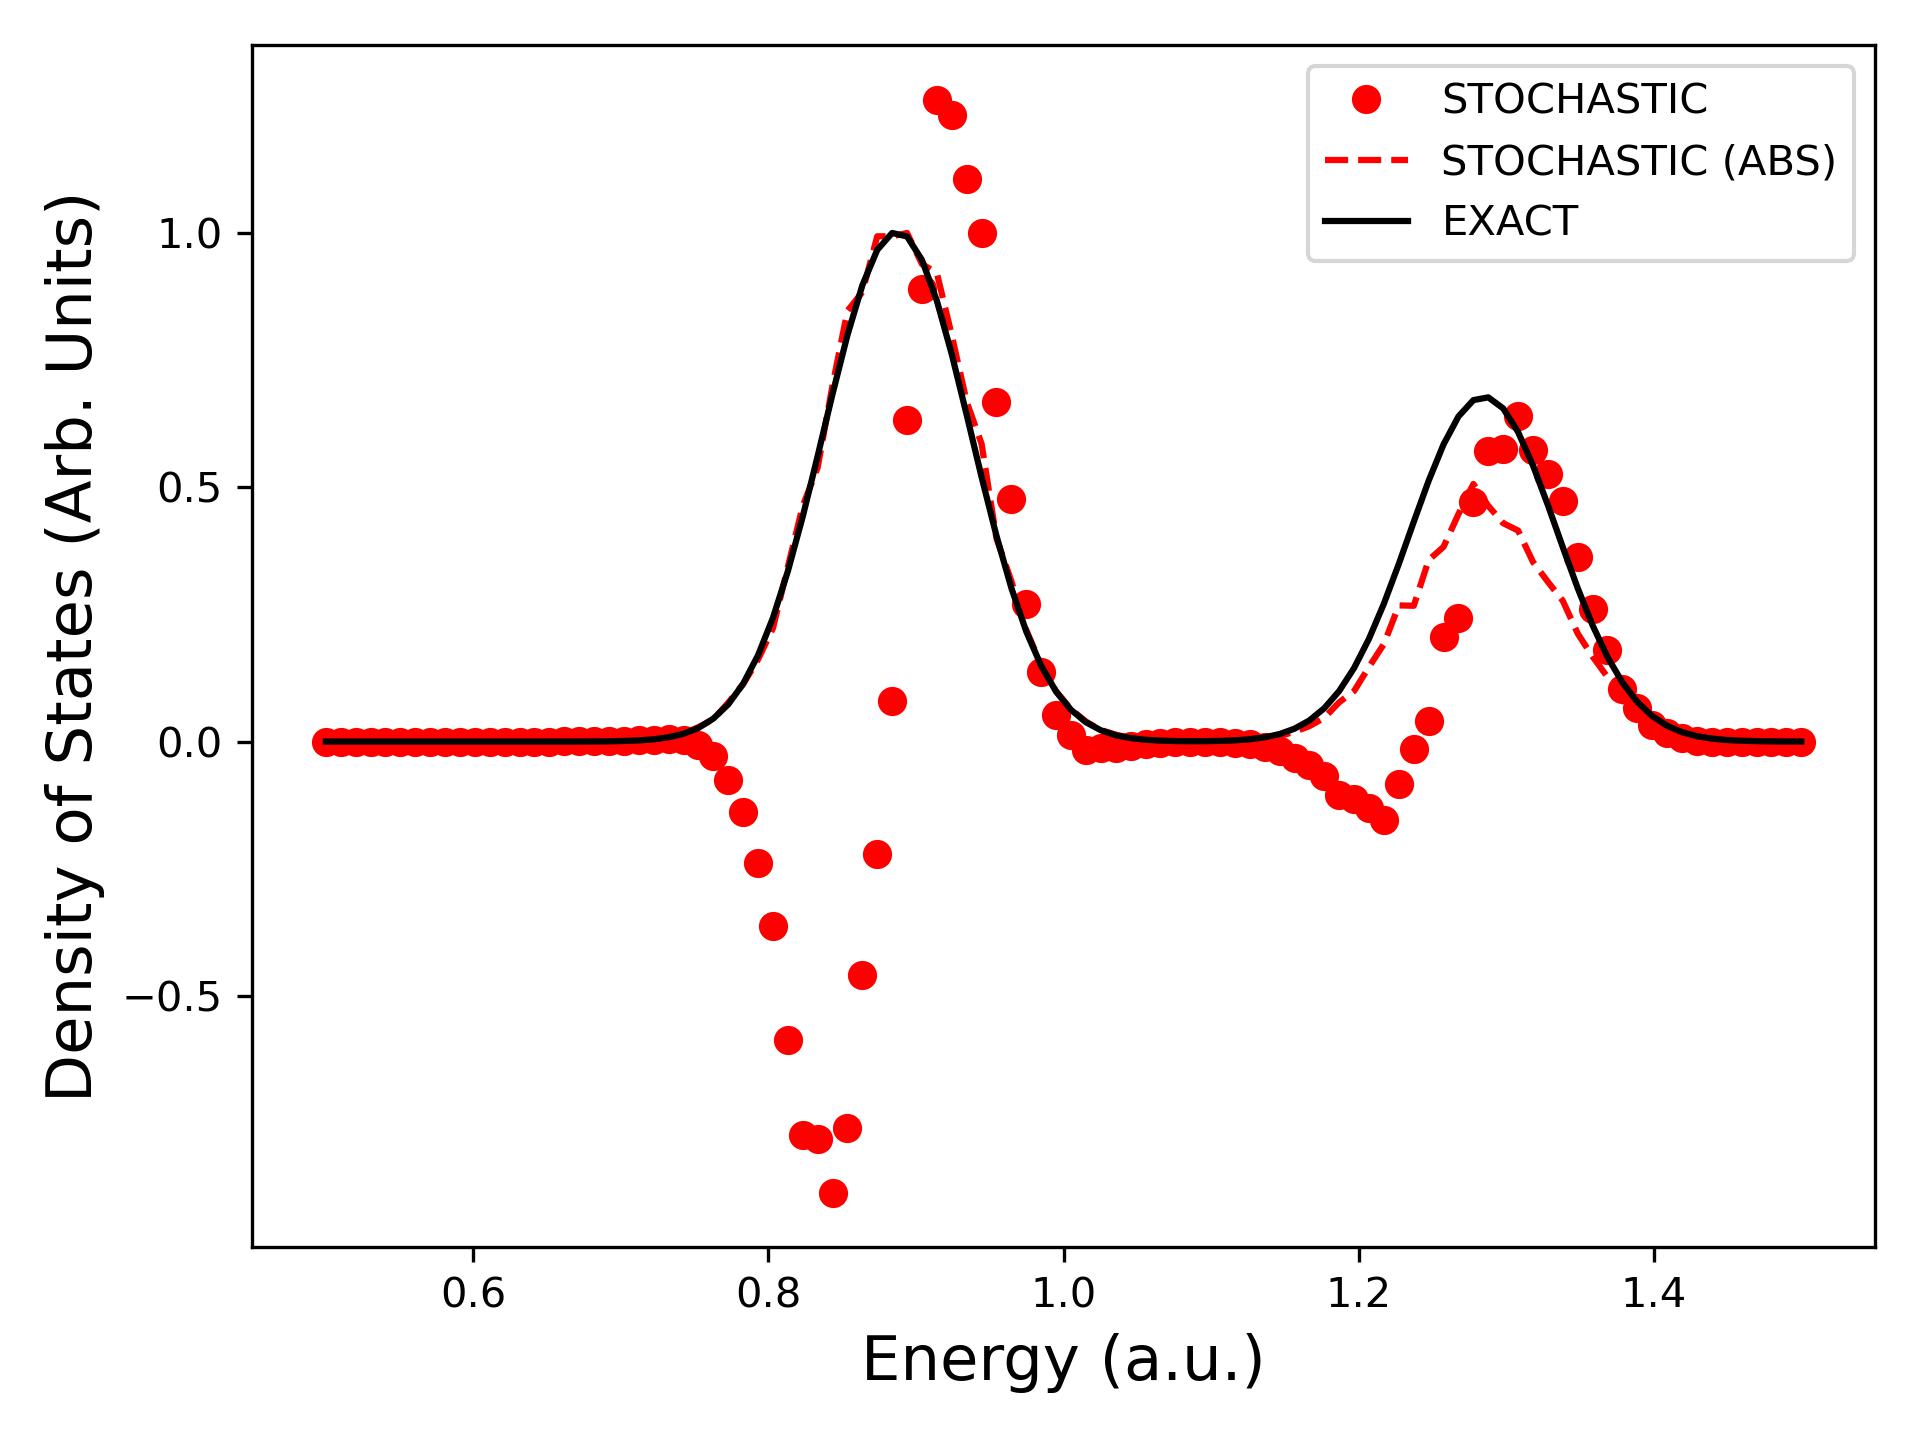 STOCHASTIC
STOCHASTIC (ABS)
EXACT
Density of States (Arb. Units)
1.0
0.5
0.0
−0.5
0.6
0.8
1.0
1.2
1.4
Energy (a.u.)